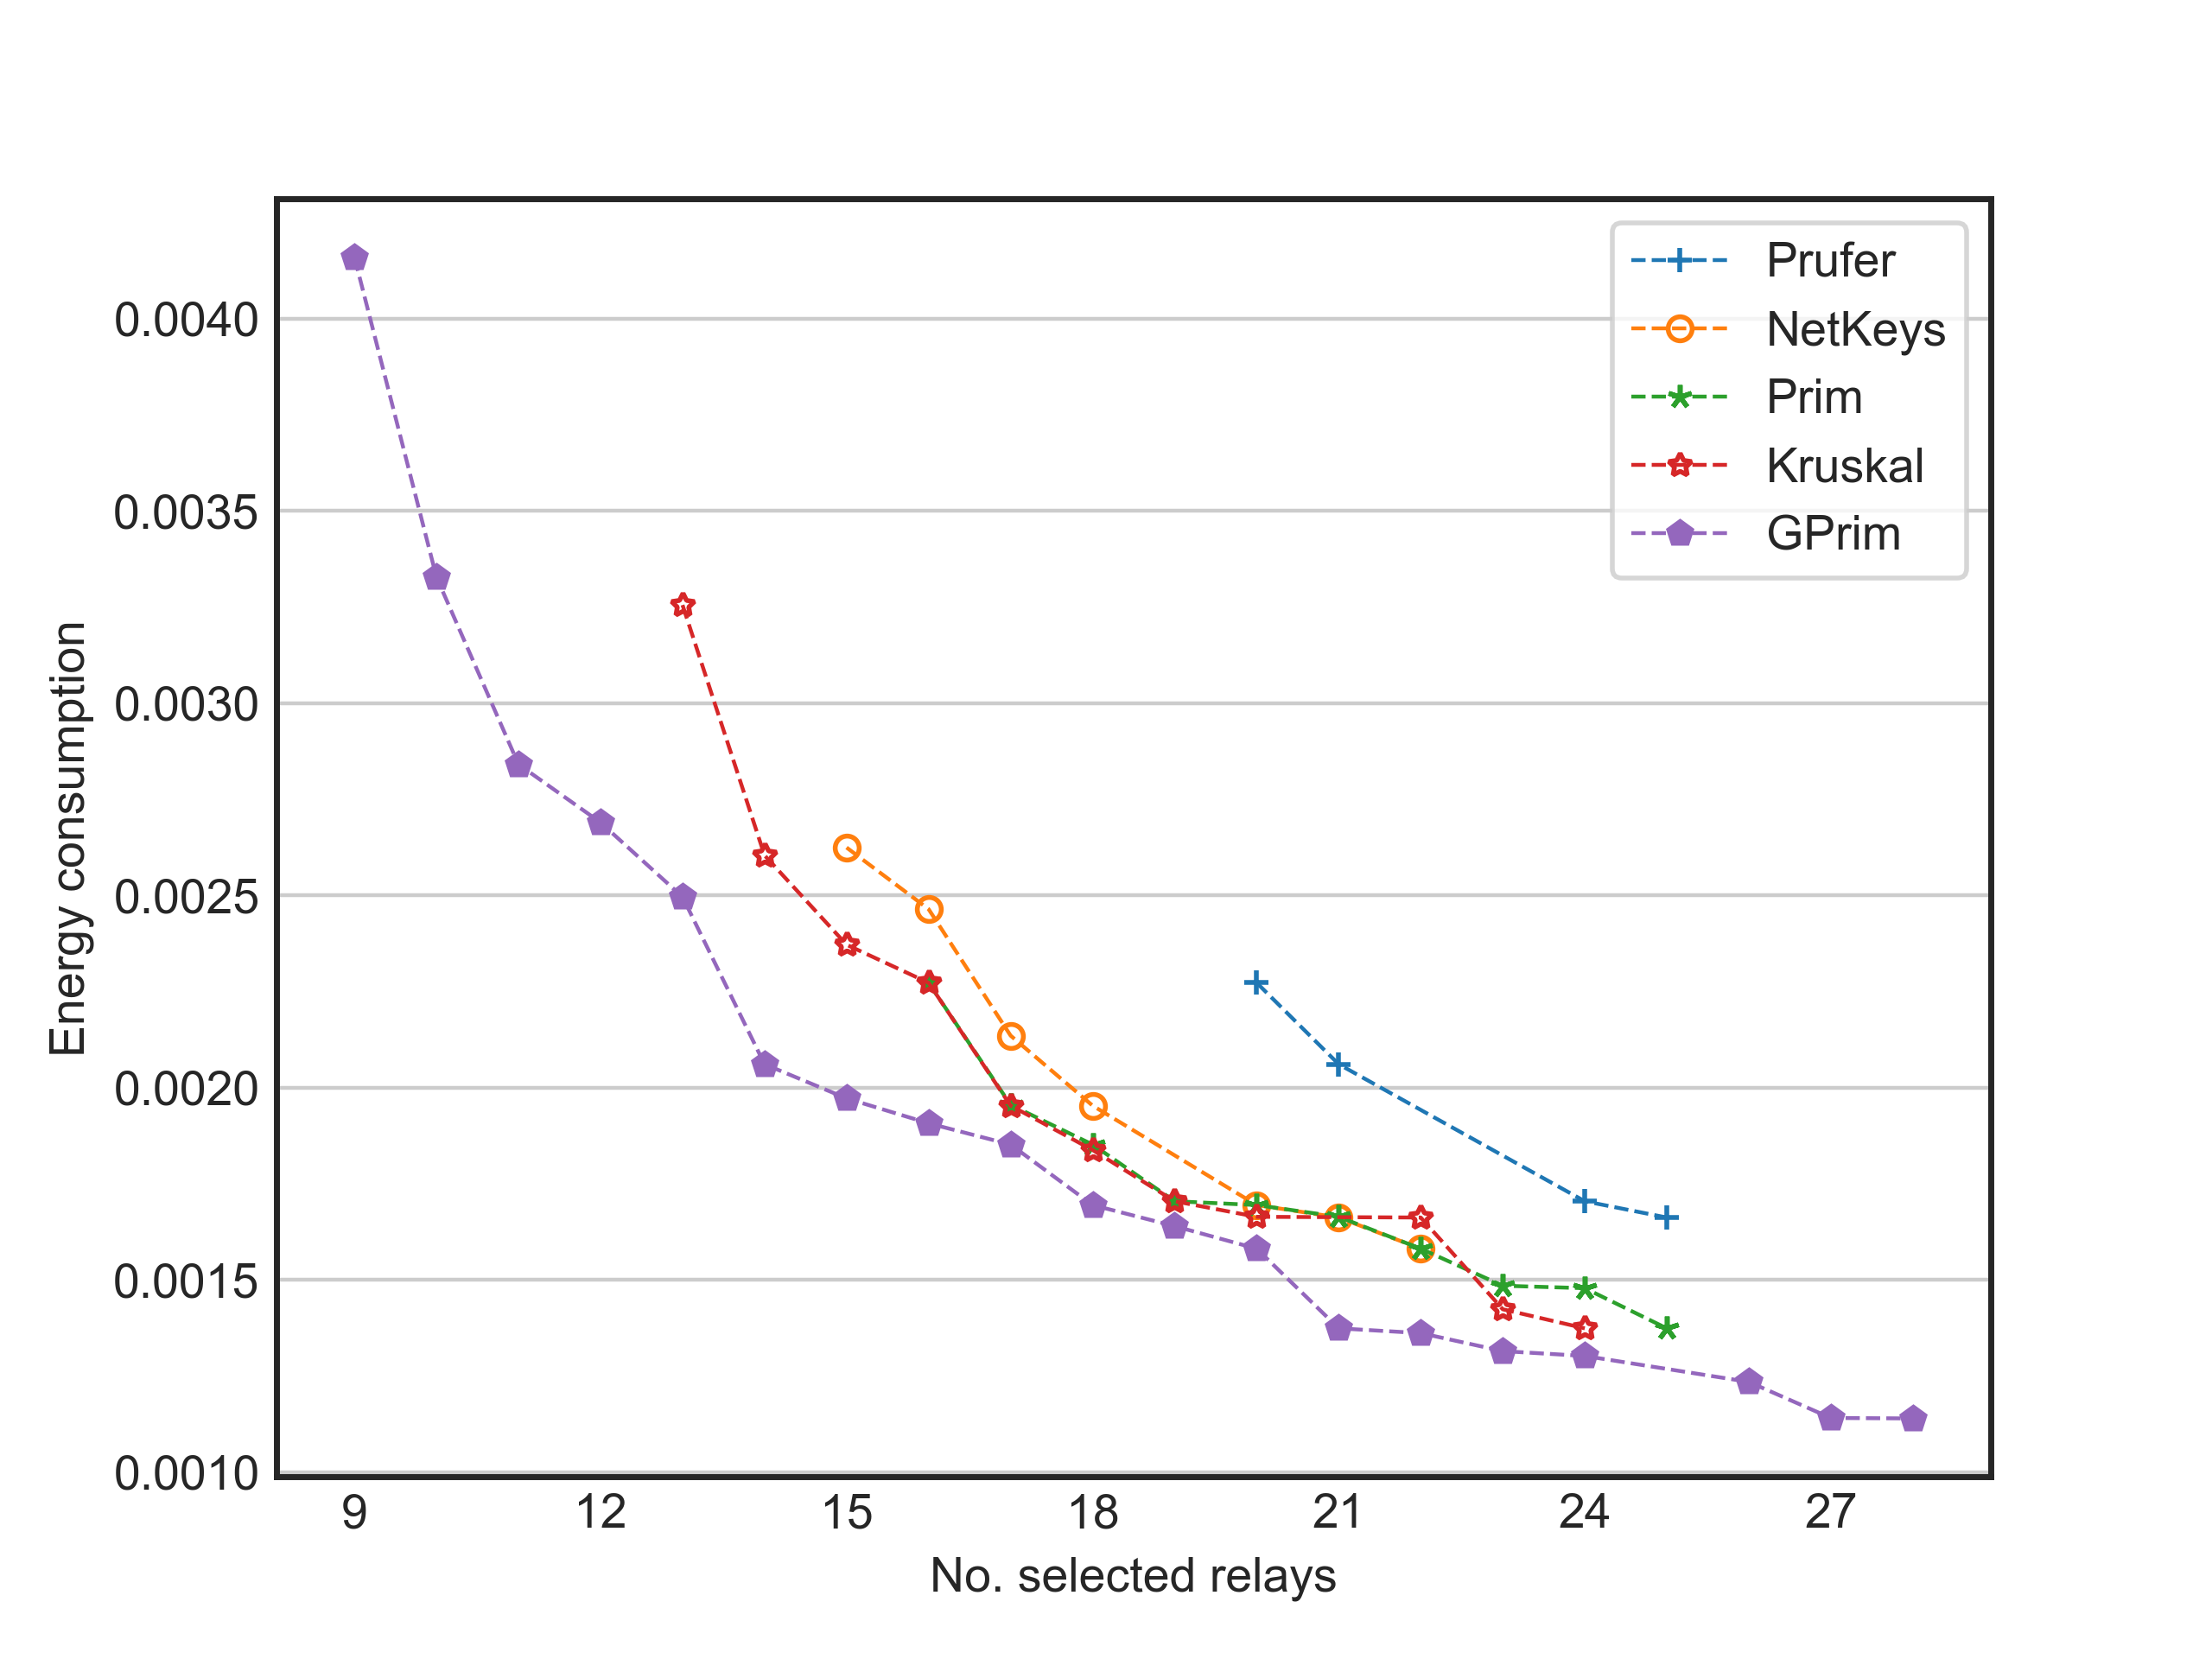 Prufer
NetKeys
Prim
Kruskal
GPrim
Energy consumption
0.0040
0.0035
0.0030
0.0025
0.0020
0.0015
0.0010
9 12 15 18 21 24 27
No. selected relays